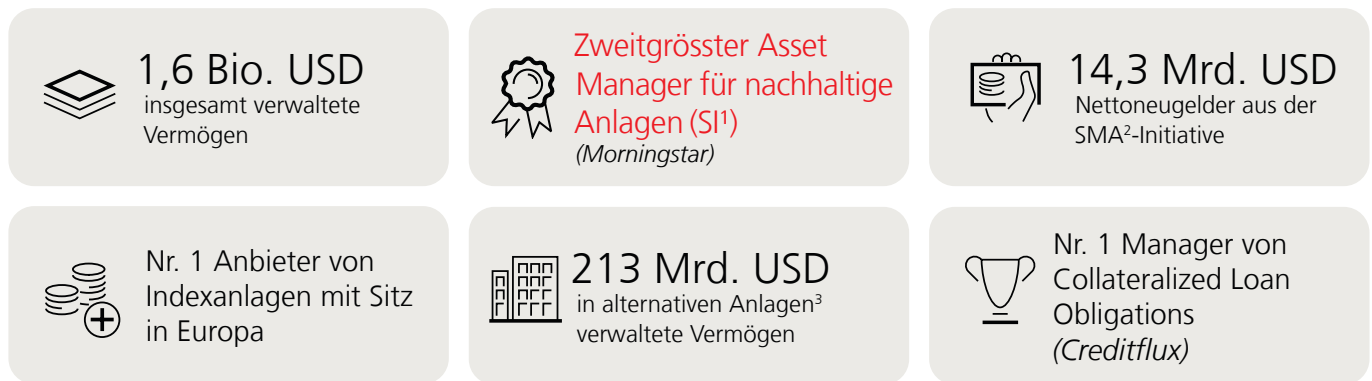 1,6 Bio. USD
insgesamt verwaltete
Vermögen
Zweitgrösster Asset
Manager für nachhaltige
Anlagen (SI¹)
(Morningstar)
14,3 Mrd. USD
Nettoneugelder aus der
SMA²-Initiative
Nr. 1 Anbieter von
Indexanlagen mit Sitz
in Europa
213 Mrd. USD
in alternativen Anlagen³
verwaltete Vermögen
Nr. 1 Manager von
Collateralized Loan
Obligations
(Creditflux)